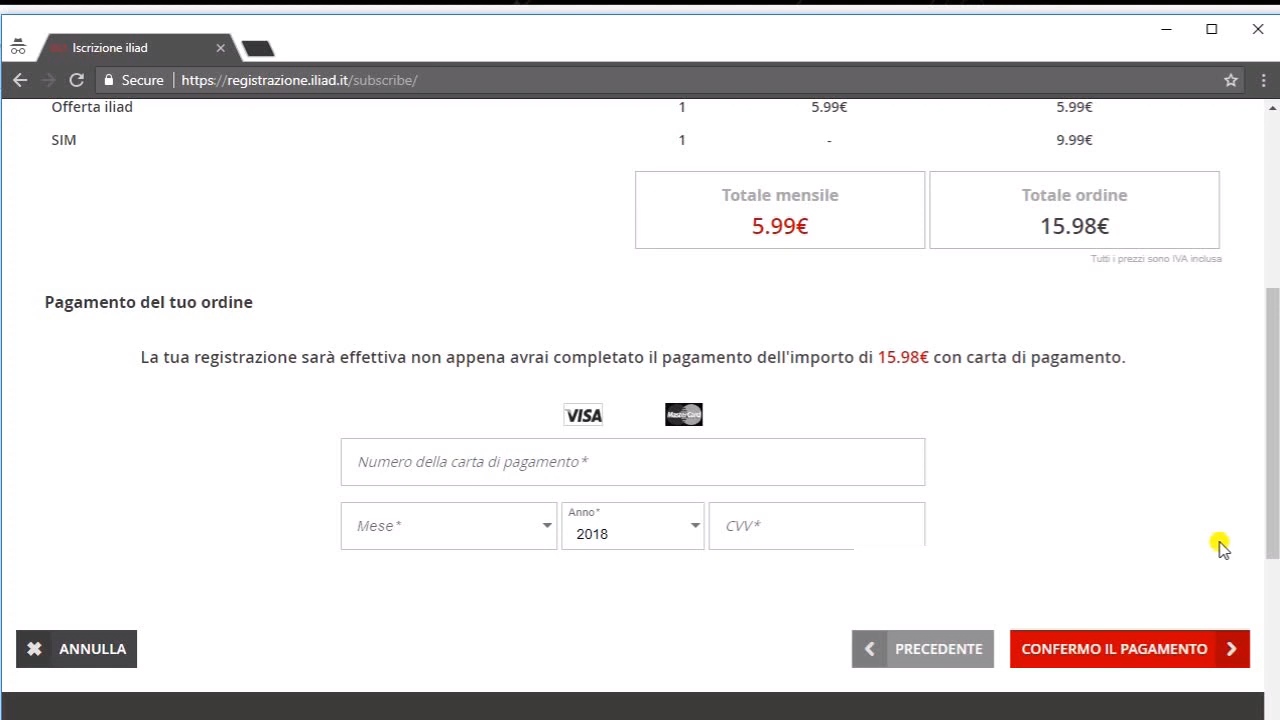 Iscrizione iliad
Secure https://registrazione.iliad.it/subscribe/
Offerta iliad 1 5.99€ 5.99€
SIM 1 - 9.99€
Totale mensile Totale ordine
5.99€ 15.98€
Tutti i prezzi sono IVA inclusa
Pagamento del tuo ordine
La tua registrazione sarà effettiva non appena avrai completato il pagamento dell'importo di 15.98€ con carta di pagamento.
VISA MasterCard
Numero della carta di pagamento*
Mese* Anno* CVV*
2018
ANNULLA PRECEDENTE CONFERMO IL PAGAMENTO